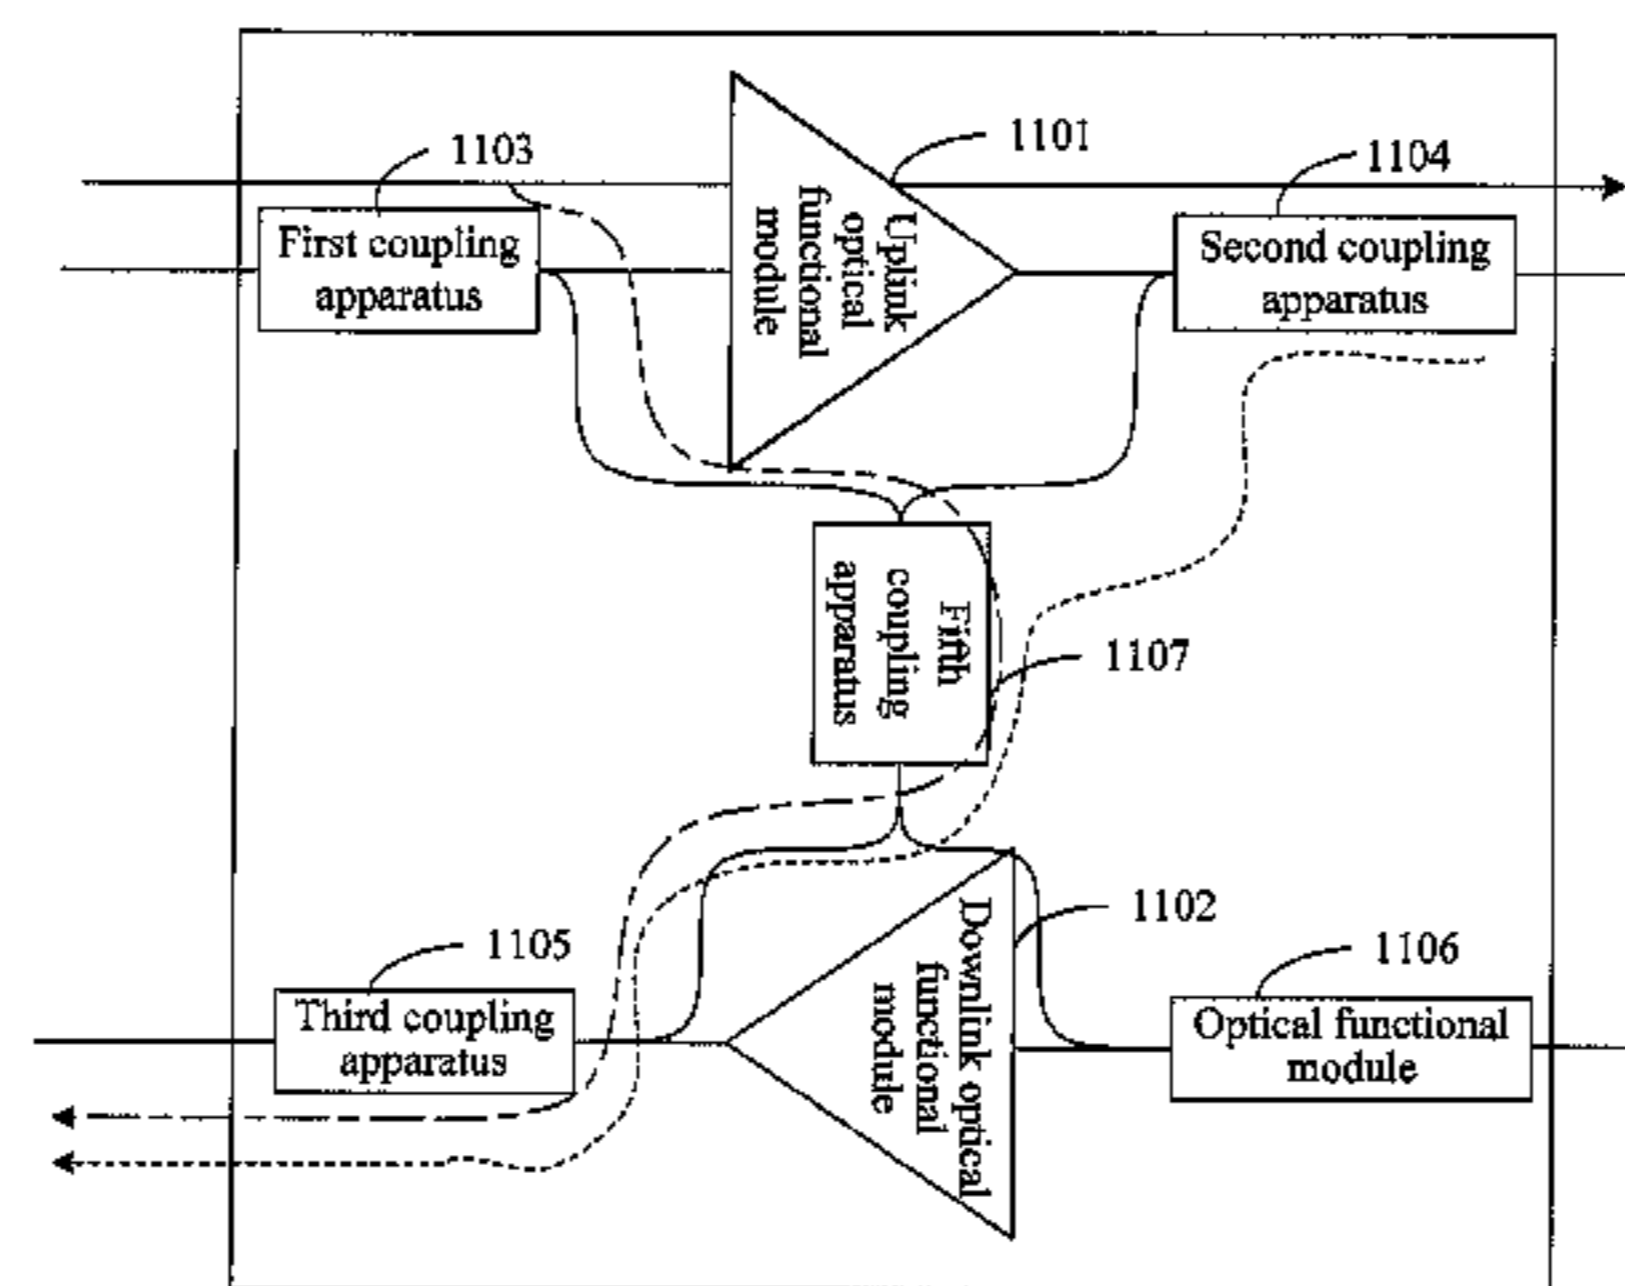 1103
1101
1104
First coupling
apparatus
Uplink
optical
functional
module
Second coupling
apparatus
Fifth
coupling
apparatus
1107
1102
1105
1106
Third coupling
apparatus
Downlink optical
functional
module
Optical functional
module